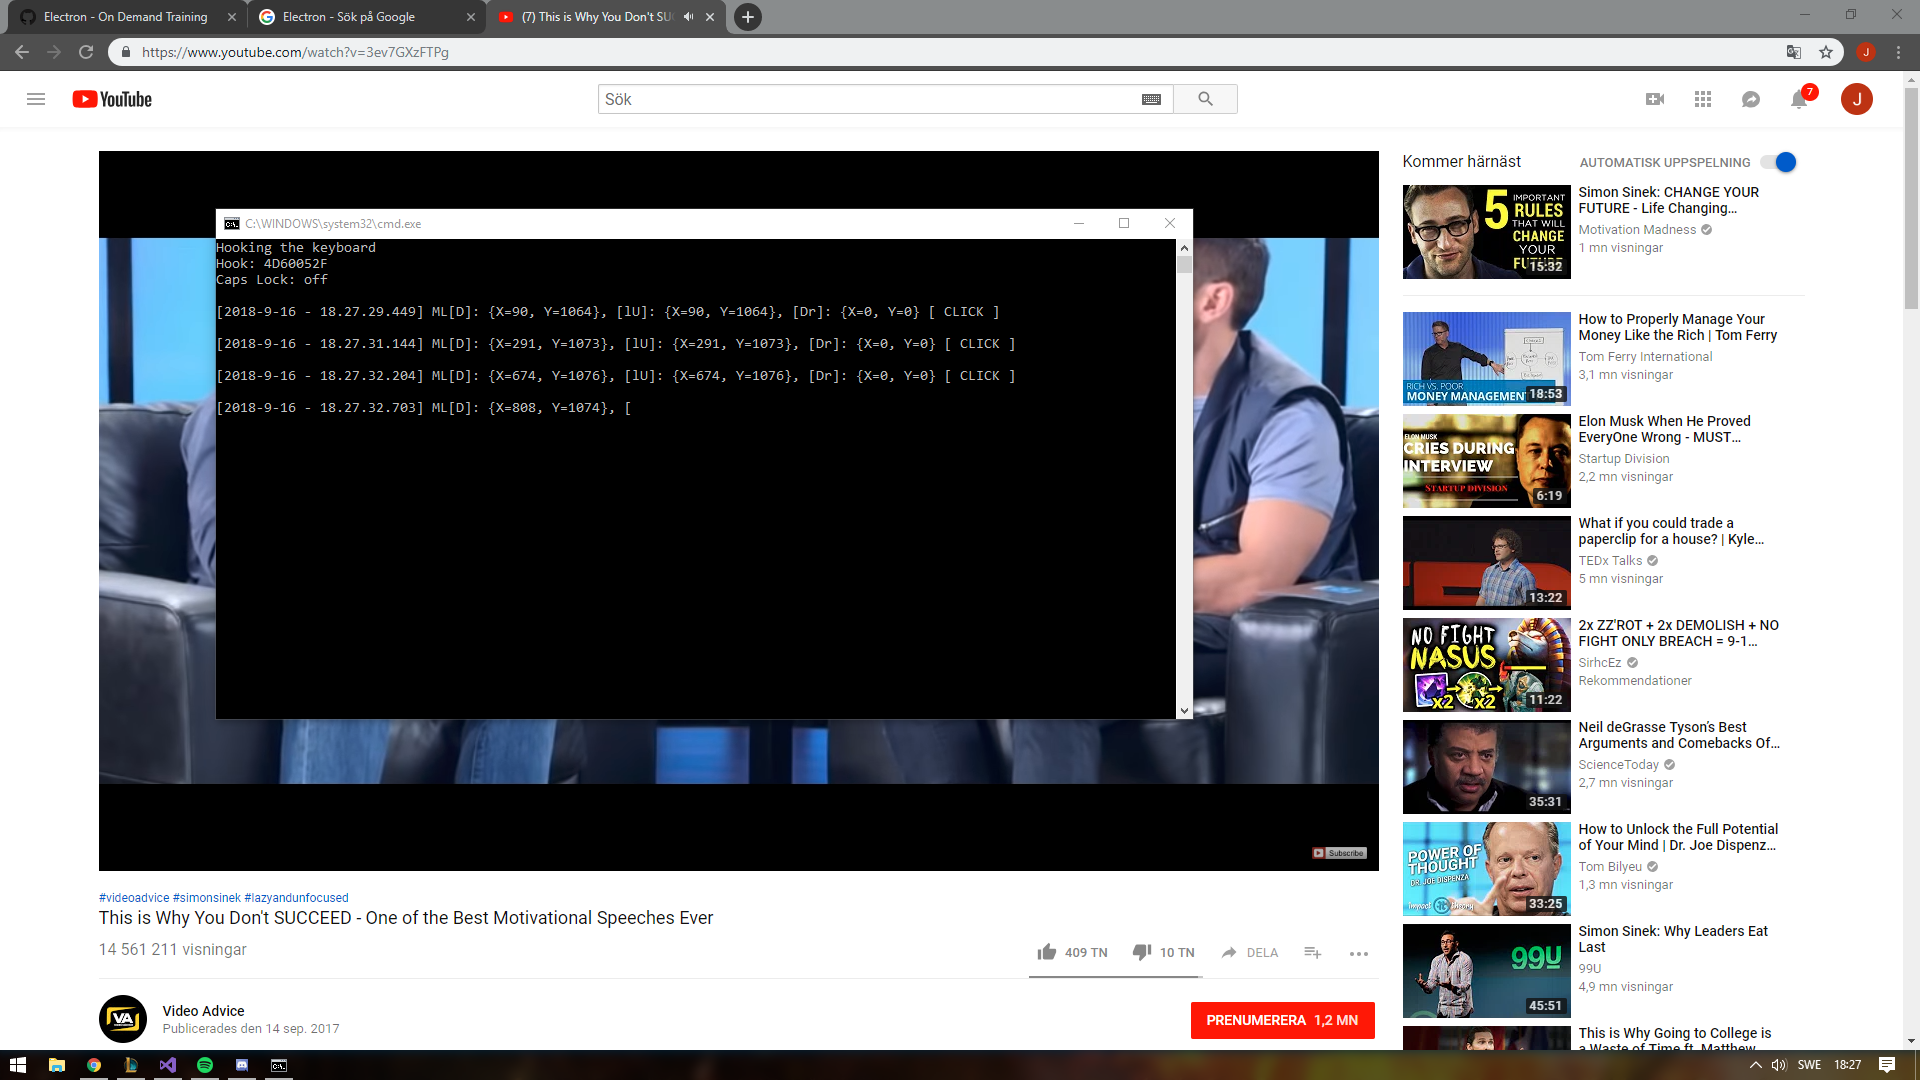 Electron - On Demand Training
Electron - Sök på Google
(7) This is Why You Don't SUC
https://www.youtube.com/watch?v=3ev7GXzFTPg
J
YouTube
Sök
7
J
C:\WINDOWS\system32\cmd.exe
Hooking the keyboard
Hook: 4D60052F
Caps Lock: off
[2018-9-16 - 18.27.29.449] ML[D]: {X=90, Y=1064}, [lU]: {X=90, Y=1064}, [Dr]: {X=0, Y=0} [ CLICK ]
[2018-9-16 - 18.27.31.144] ML[D]: {X=291, Y=1073}, [lU]: {X=291, Y=1073}, [Dr]: {X=0, Y=0} [ CLICK ]
[2018-9-16 - 18.27.32.204] ML[D]: {X=674, Y=1076}, [lU]: {X=674, Y=1076}, [Dr]: {X=0, Y=0} [ CLICK ]
[2018-9-16 - 18.27.32.703] ML[D]: {X=808, Y=1074}, [
Subscribe
#videoadvice #simonsinek #lazyandunfocused
This is Why You Don't SUCCEED - One of the Best Motivational Speeches Ever
14 561 211 visningar
409 TN
10 TN
DELA
VA
Video Advice
Publicerades den 14 sep. 2017
PRENUMERERA 1,2 MN
Kommer härnäst
AUTOMATISK UPPSPELNING
5 IMPORTANT
RULES
THAT WILL
CHANGE
YOUR
FUTURE
15:32
Simon Sinek: CHANGE YOUR
FUTURE - Life Changing…
Motivation Madness
1 mn visningar
RICH VS. POOR
MONEY MANAGEMENT
18:53
How to Properly Manage Your
Money Like the Rich | Tom Ferry
Tom Ferry International
3,1 mn visningar
ELON MUSK
CRIES DURING
INTERVIEW
STARTUP DIVISION
6:19
Elon Musk When He Proved
EveryOne Wrong - MUST…
Startup Division
2,2 mn visningar
13:22
What if you could trade a
paperclip for a house? | Kyle…
TEDx Talks
5 mn visningar
NO FIGHT
NASUS
x2 x2
11:22
2x ZZ'ROT + 2x DEMOLISH + NO
FIGHT ONLY BREACH = 9-1…
SirhcEz
Rekommendationer
35:31
Neil deGrasse Tyson's Best
Arguments and Comebacks Of…
ScienceToday
2,7 mn visningar
POWER OF
THOUGHT
DR. JOE DISPENZA
Impact Theory
33:25
How to Unlock the Full Potential
of Your Mind | Dr. Joe Dispenz…
Tom Bilyeu
1,3 mn visningar
99U
45:51
Simon Sinek: Why Leaders Eat
Last
99U
4,9 mn visningar
This is Why Going to College is
a Waste of Time ft. Matthew
SWE
18:27